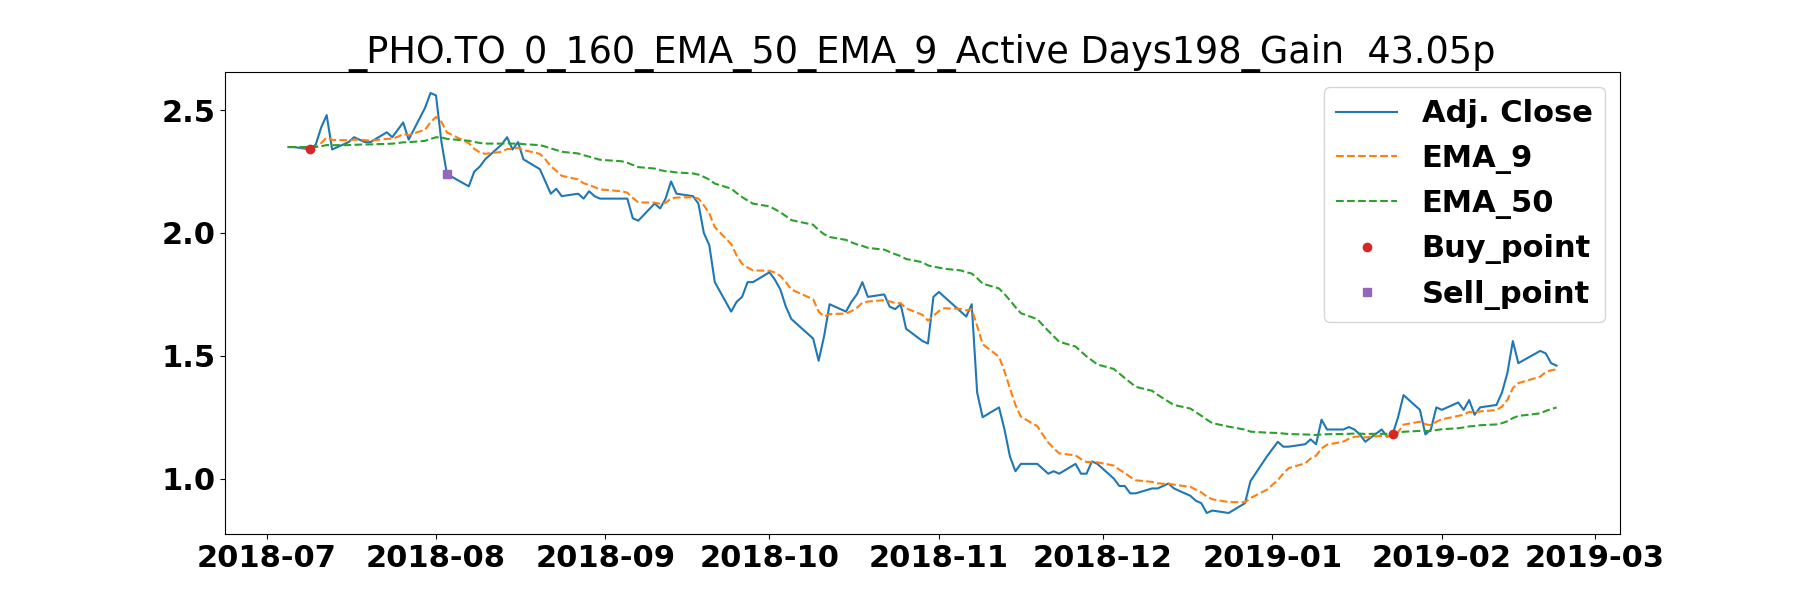 _PHO.TO_0_160_EMA_50_EMA_9_Active Days198_Gain  43.05p
Adj. Close
EMA_9
EMA_50
Buy_point
Sell_point
2.5
2.0
1.5
1.0
2018-07 2018-08 2018-09 2018-10 2018-11 2018-12 2019-01 2019-02 2019-03